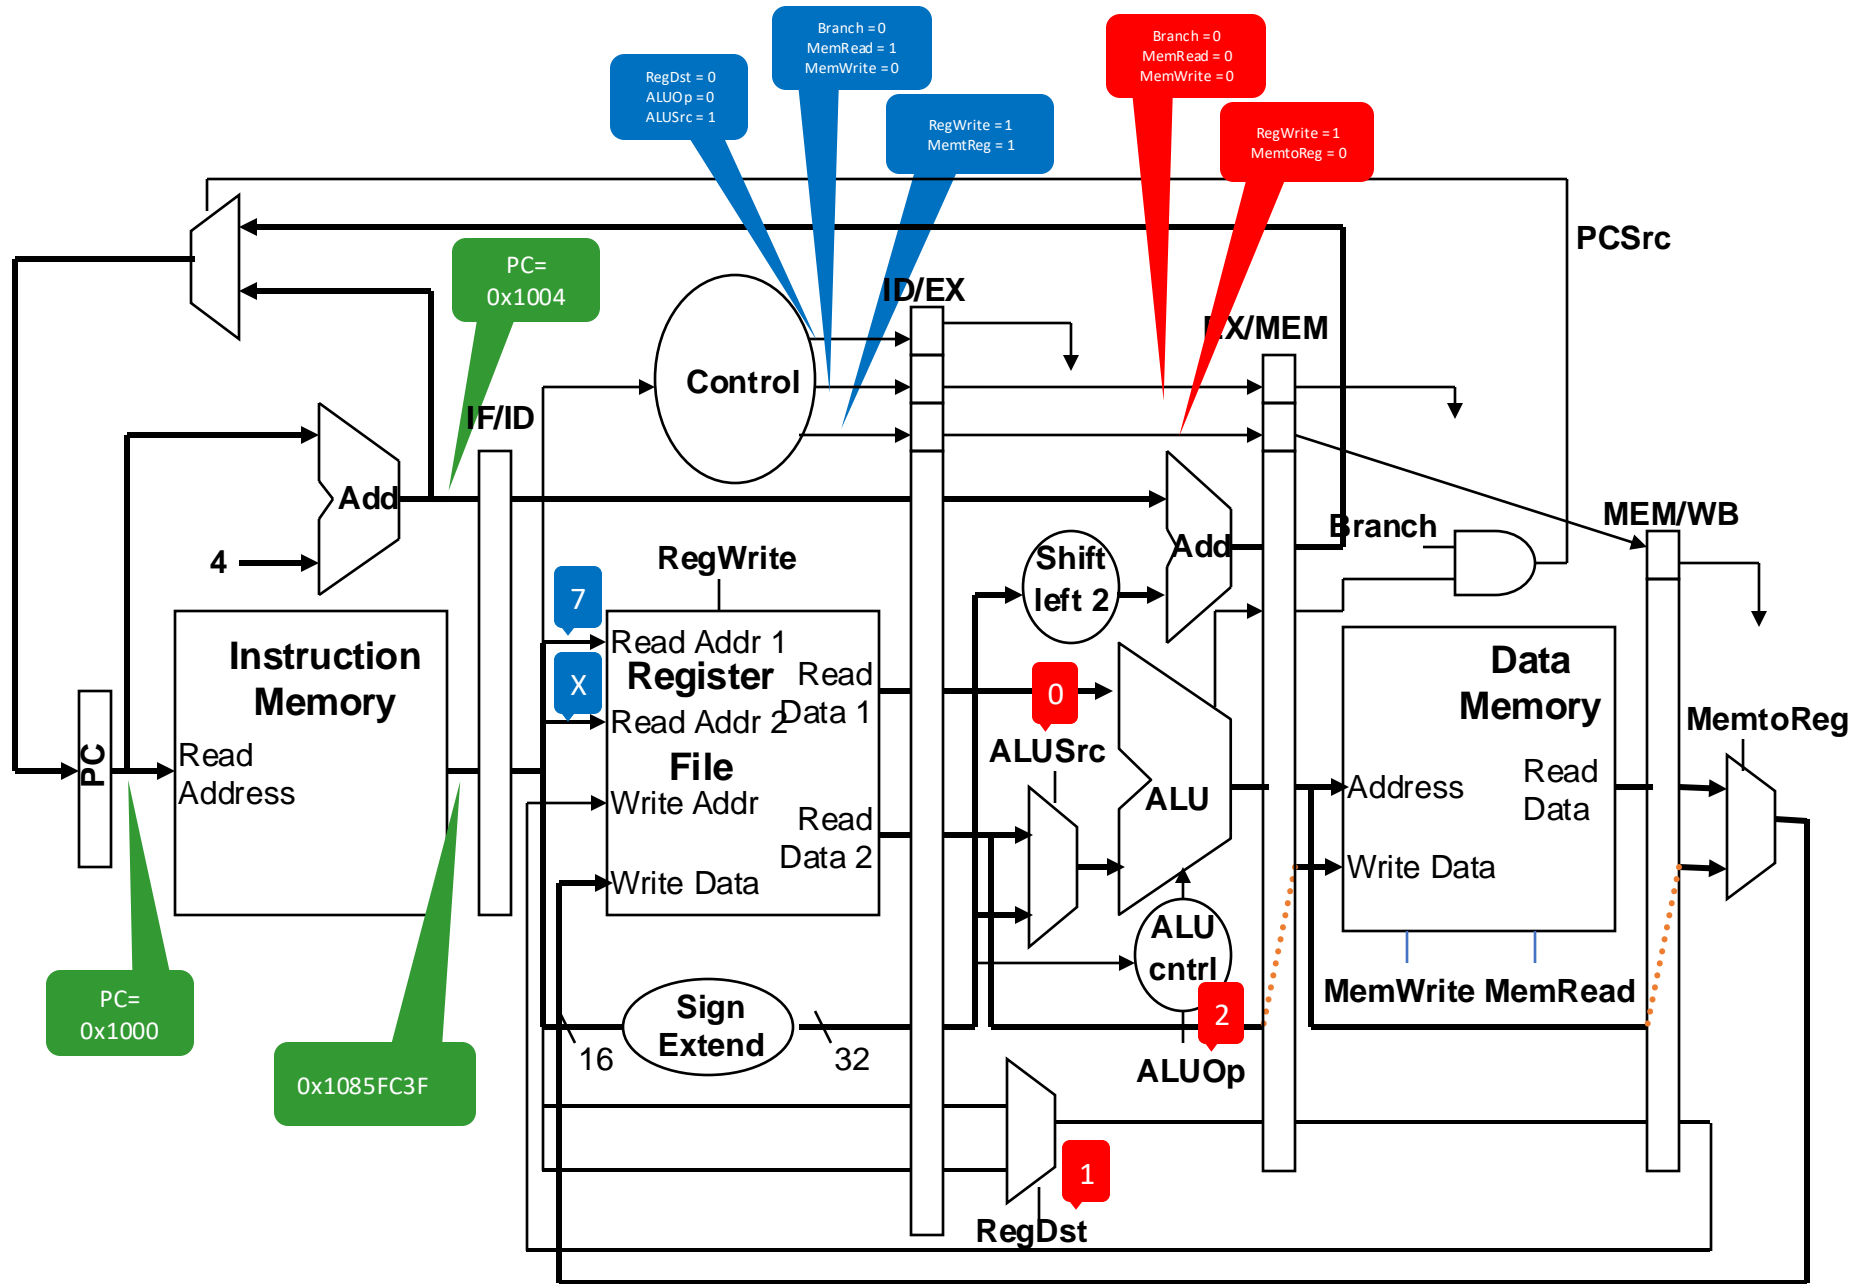 Branch = 0
MemRead = 1
MemWrite = 0
Branch = 0
MemRead = 0
MemWrite = 0
RegDst = 0
ALUOp = 0
ALUSrc = 1
RegWrite = 1
MemtReg = 1
RegWrite = 1
MemtoReg = 0
PCSrc
PC=
0x1004
ID/EX
EX/MEM
Control
IF/ID
Add
4
RegWrite
Shift
left 2
Add
Branch
MEM/WB
7
X
Instruction
Memory
Read
Address
PC
Read Addr 1
Register
Read
Data 1
Read Addr 2
File
Write Addr
Read
Data 2
Write Data
0
ALUSrc
ALU
Data
Memory
Address
Read
Data
Write Data
MemtoReg
ALU
cntrl
MemWrite MemRead
PC=
0x1000
Sign
Extend
16
32
2
ALUOp
0x1085FC3F
1
RegDst